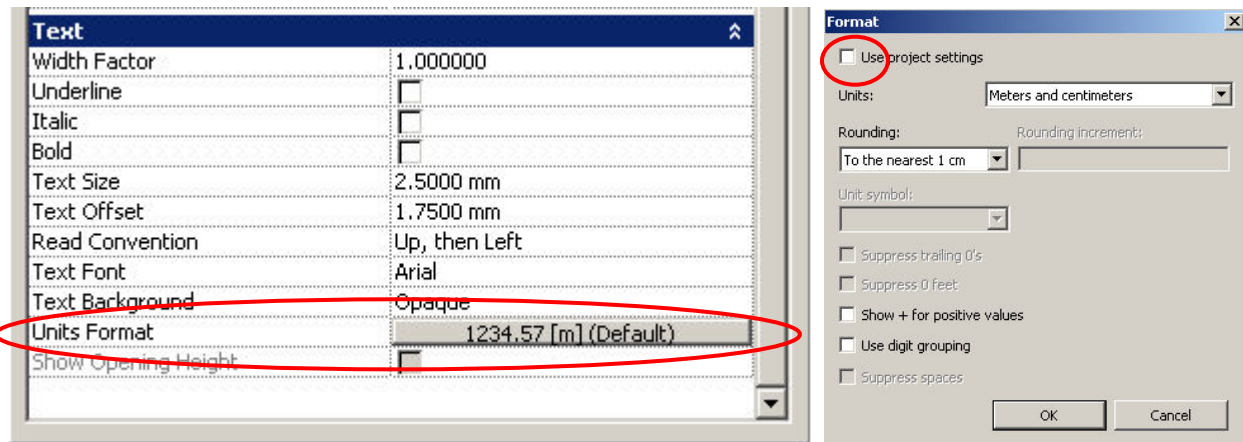 Text
Width Factor 1.000000
Underline
Italic
Bold
Text Size 2.5000 mm
Text Offset 1.7500 mm
Read Convention Up, then Left
Text Font Arial
Text Background Opaque
Units Format 1234.57 [m] (Default)
Show Opening Height
Format
Use project settings
Units: Meters and centimeters
Rounding: Rounding increment:
To the nearest 1 cm
Unit symbol:
Suppress trailing 0's
Suppress 0 feet
Show + for positive values
Use digit grouping
Suppress spaces
OK Cancel